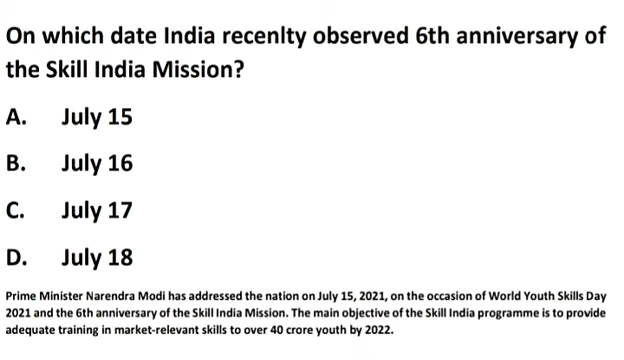 On which date India recenlty observed 6th anniversary of
the Skill India Mission?
A. July 15
B. July 16
C. July 17
D. July 18
Prime Minister Narendra Modi has addressed the nation on July 15, 2021, on the occasion of World Youth Skills Day
2021 and the 6th anniversary of the Skill India Mission. The main objective of the Skill India programme is to provide
adequate training in market-relevant skills to over 40 crore youth by 2022.